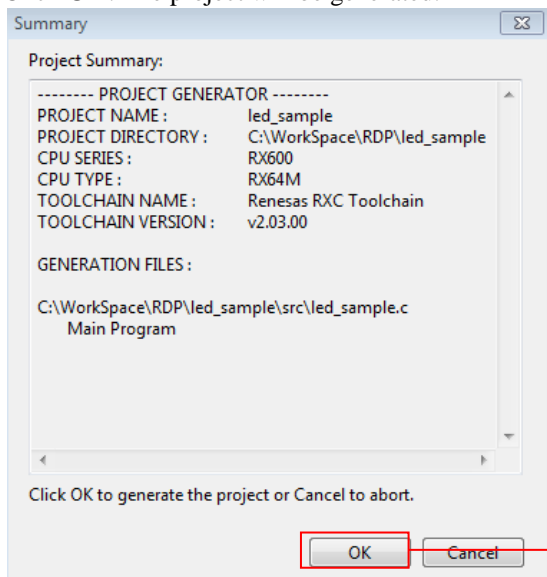 Summary
Project Summary:
-------- PROJECT GENERATOR --------
PROJECT NAME : led_sample
PROJECT DIRECTORY : C:\WorkSpace\RDP\led_sample
CPU SERIES : RX600
CPU TYPE : RX64M
TOOLCHAIN NAME : Renesas RXC Toolchain
TOOLCHAIN VERSION : v2.03.00
GENERATION FILES :
C:\WorkSpace\RDP\led_sample\src\led_sample.c
Main Program
Click OK to generate the project or Cancel to abort.
OK Cancel